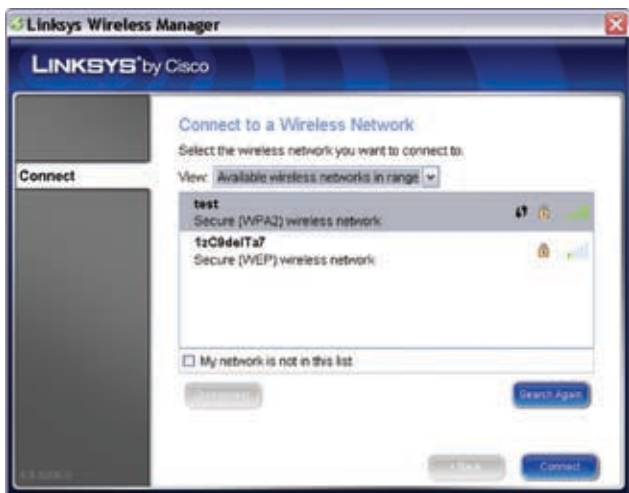 Linksys Wireless Manager
LINKSYS® by Cisco
Connect
Connect to a Wireless Network
Select the wireless network you want to connect to.
View: Available wireless networks in range
test
Secure (WPA2) wireless network
Secure (WEP) wireless network
My network is not in this list
Search Again
< Back
Connect